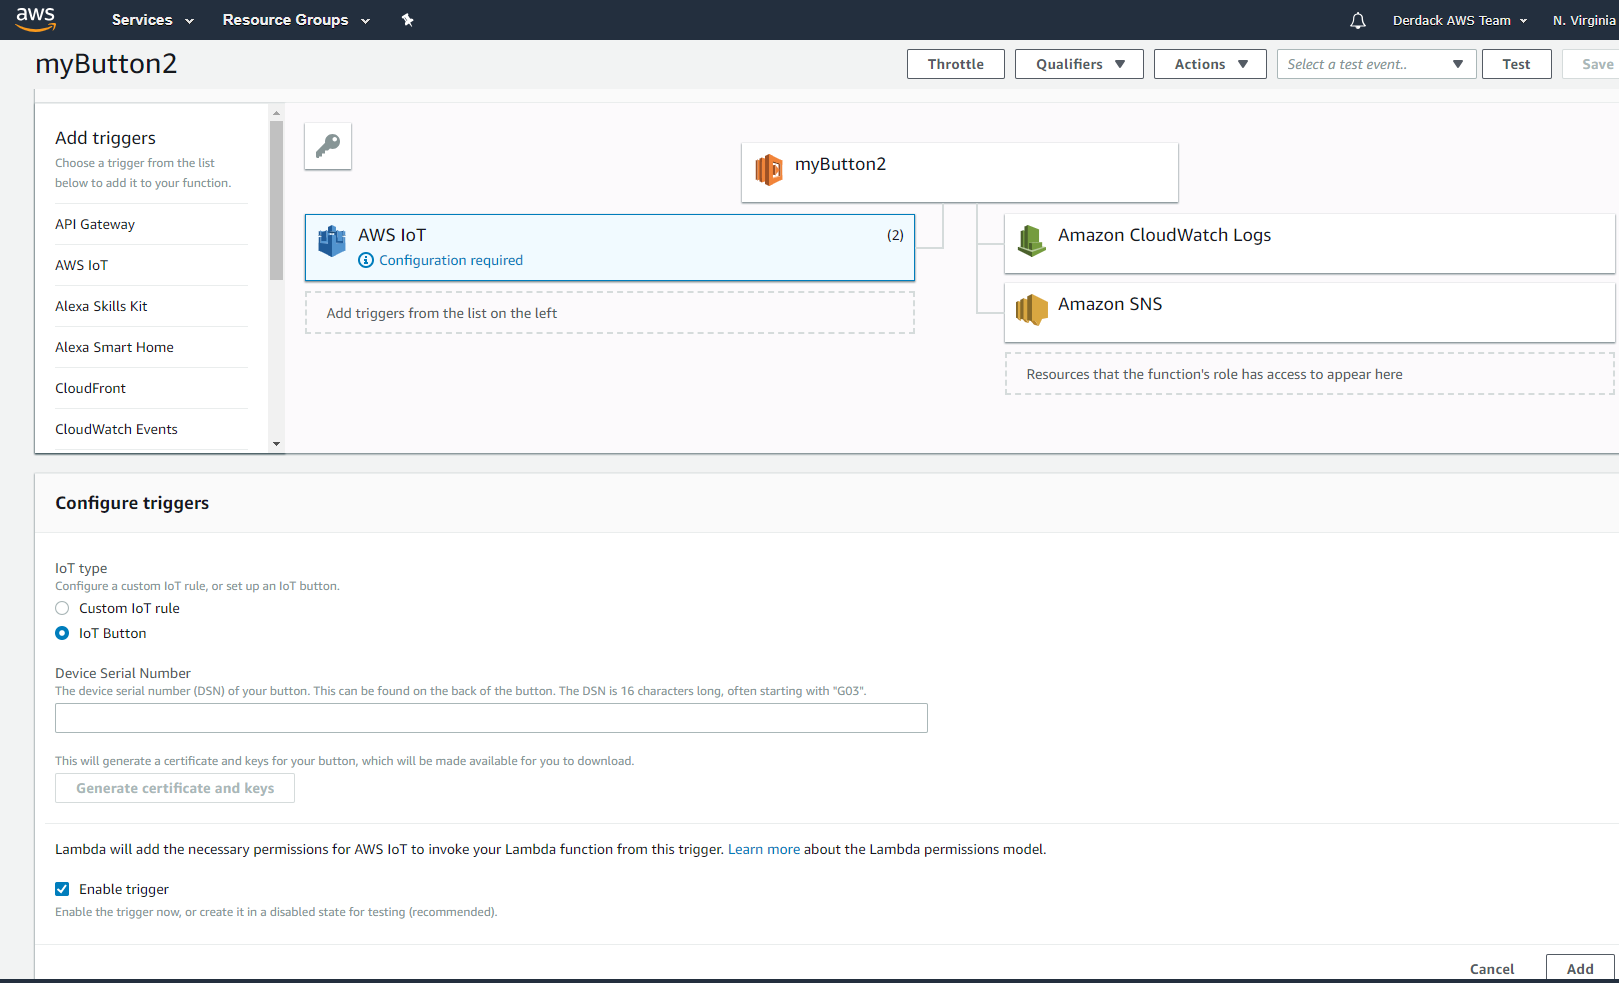 aws
Services
Resource Groups
Derdack AWS Team
N. Virginia
myButton2
Throttle
Qualifiers
Actions
Select a test event..
Test
Save
Add triggers
Choose a trigger from the list
below to add it to your function.
API Gateway
AWS IoT
Alexa Skills Kit
Alexa Smart Home
CloudFront
CloudWatch Events
myButton2
AWS IoT
(2)
Configuration required
Add triggers from the list on the left
Amazon CloudWatch Logs
Amazon SNS
Resources that the function's role has access to appear here
Configure triggers
IoT type
Configure a custom IoT rule, or set up an IoT button.
Custom IoT rule
IoT Button
Device Serial Number
The device serial number (DSN) of your button. This can be found on the back of the button. The DSN is 16 characters long, often starting with "G03".
This will generate a certificate and keys for your button, which will be made available for you to download.
Generate certificate and keys
Lambda will add the necessary permissions for AWS IoT to invoke your Lambda function from this trigger. Learn more about the Lambda permissions model.
Enable trigger
Enable the trigger now, or create it in a disabled state for testing (recommended).
Cancel
Add